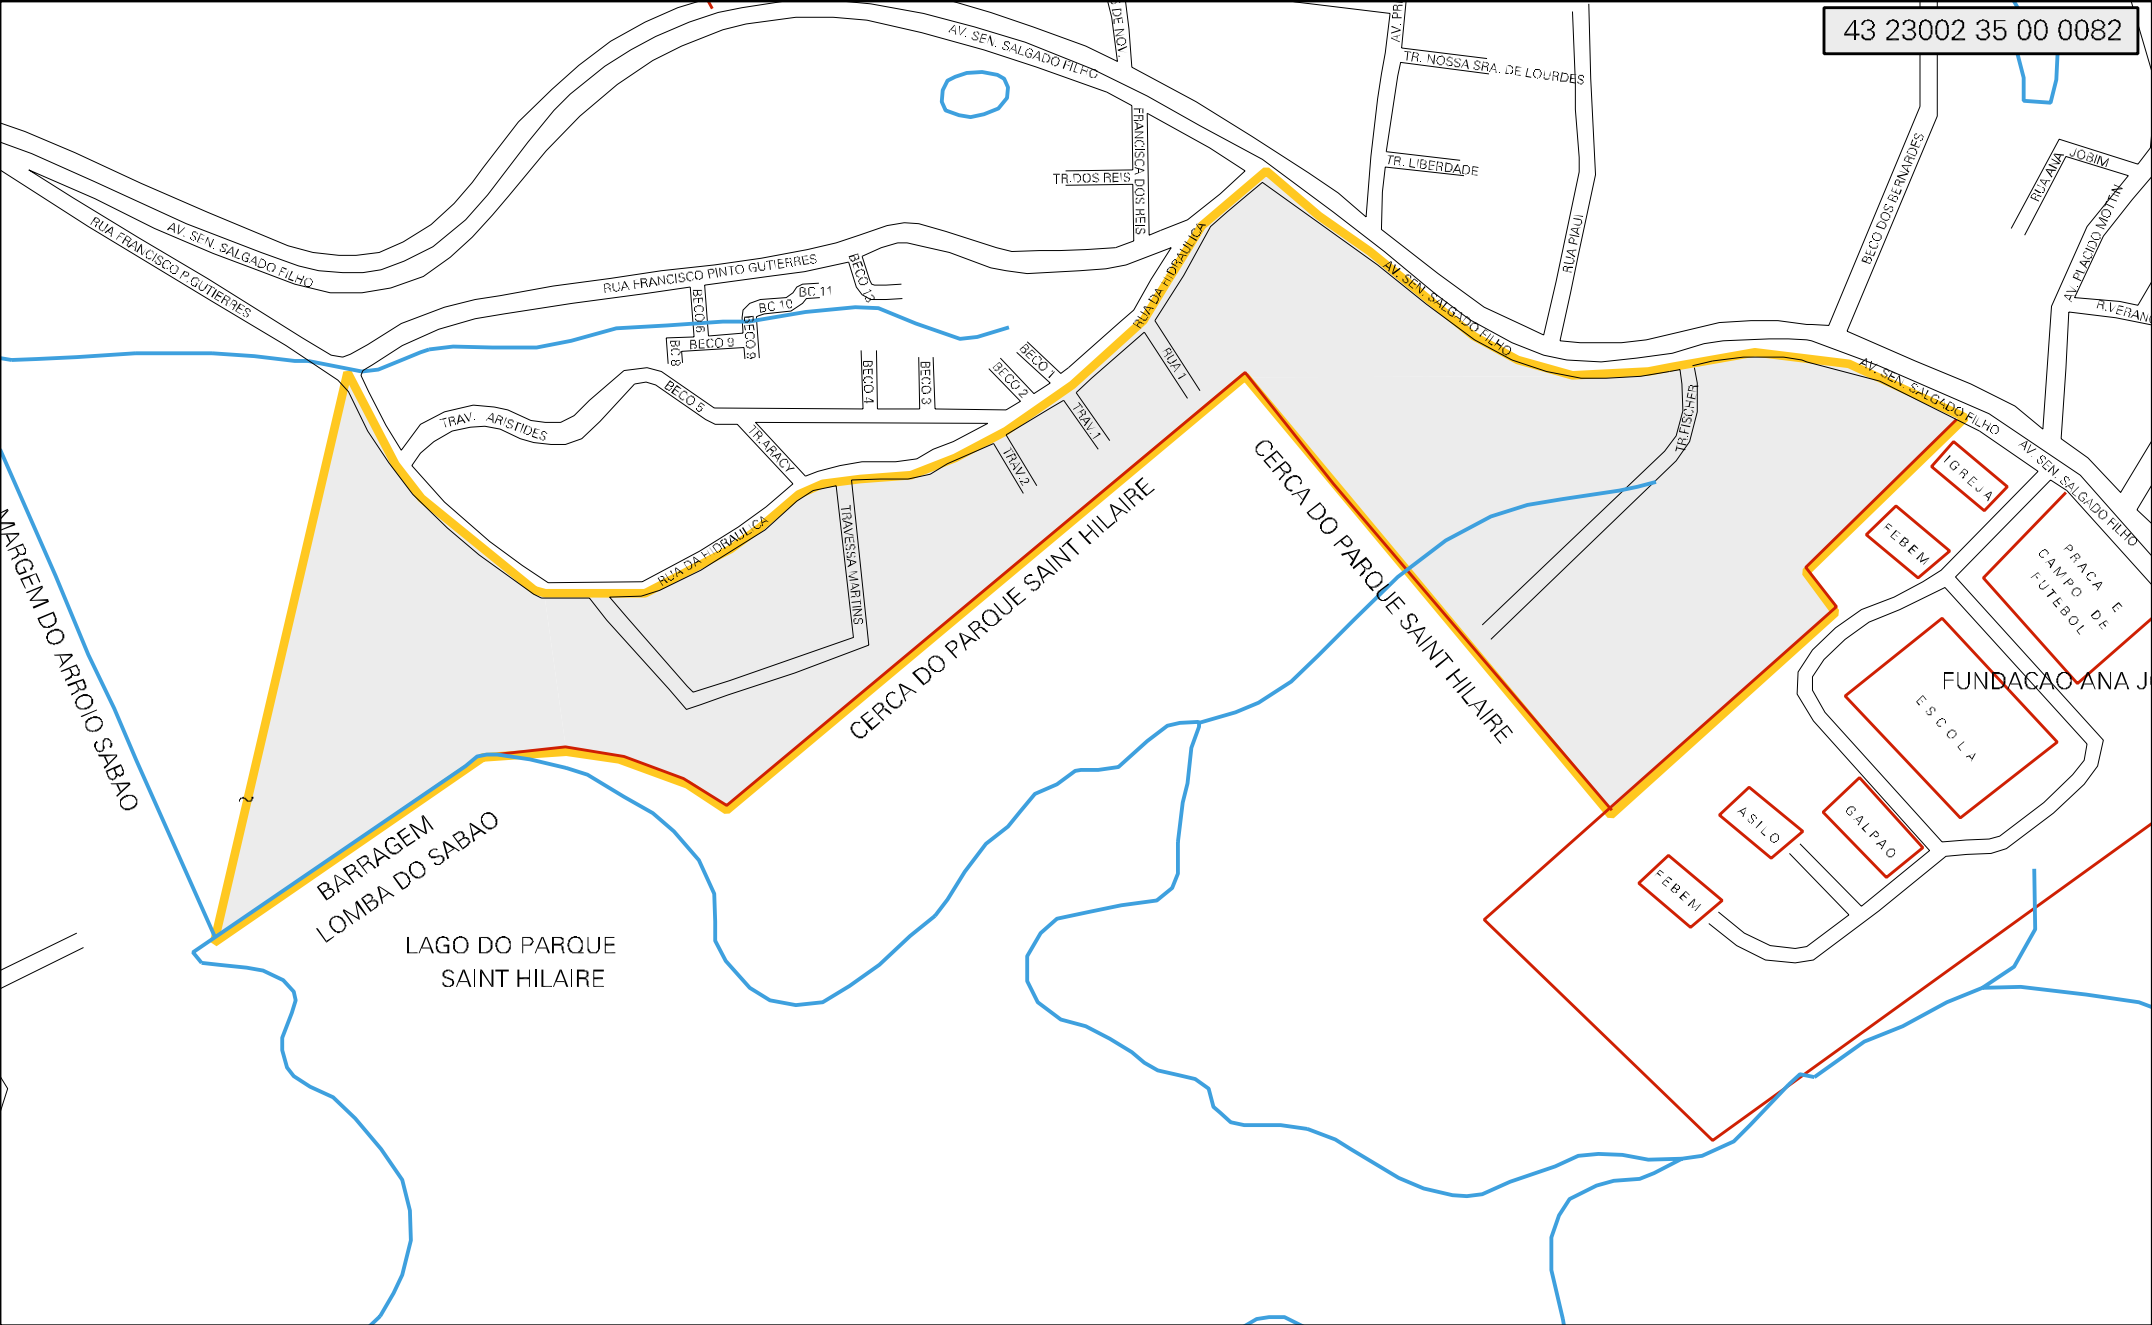 43 23002 35 00 0082
AV. SEN. SALGADO FILHO
TR. NOSSA SRA. DE LOURDES
FRANCISCA DOS REIS
TR.DOS REIS
TR. LIBERDADE
JOBIM
RUA ANA
BECO DOS BERNARDES
AV. PLACIDO MOTTIN
RUA PIAUI
AV. SEN. SALGADO FILHO
RUA FRANCISCO P.GUTIERRES
RUA FRANCISCO PINTO GUTIERRES
BECO 6
BC 10
BC 11
BECO 9
BECO 9
BC 8
RUA DA HIDRAULICA
AV. SEN. SALGADO FILHO
BECO 5
BECO 4
BECO 3
BECO 2
BECO 1
RUA 1
TRAV.1
TRAV.2
TRAV. ARISTIDES
TR.ARACY
TR.FISCHER
AV. SEN. SALGADO FILHO
AV. SEN. SALGADO FILHO
RUA DA HIDRAULICA
TRAVESSA MARTINS
CERCA DO PARQUE SAINT HILAIRE
CERCA DO PARQUE SAINT HILAIRE
IGREJA
FEBEM
PRACA E
CAMPO DE
FUTEBOL
FUNDACAO ANA
ESCOLA
ASILO
GALPAO
FEBEM
MARGEM DO ARROIO SABAO
BARRAGEM
LOMBA DO SABAO
LAGO DO PARQUE
SAINT HILAIRE